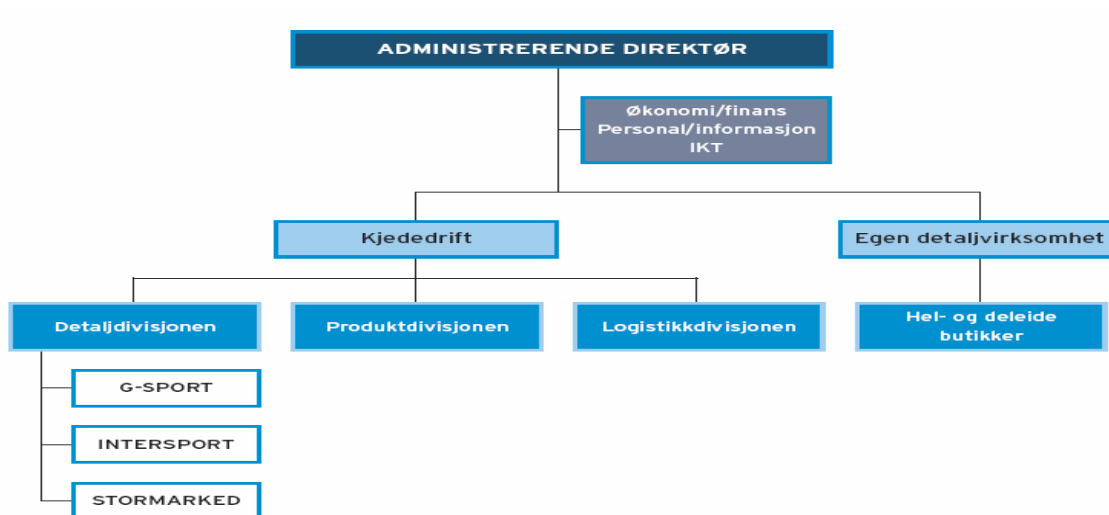 ADMINISTRERENDE DIREKTØR
Økonomi/finans
Personal/informasjon
IKT
Kjededrift
Egen detaljvirksomhet
Detaljdivisjonen
Produktdivisjonen
Logistikkdivisjonen
Hel- og deleide
butikker
G-SPORT
INTERSPORT
STORMARKED